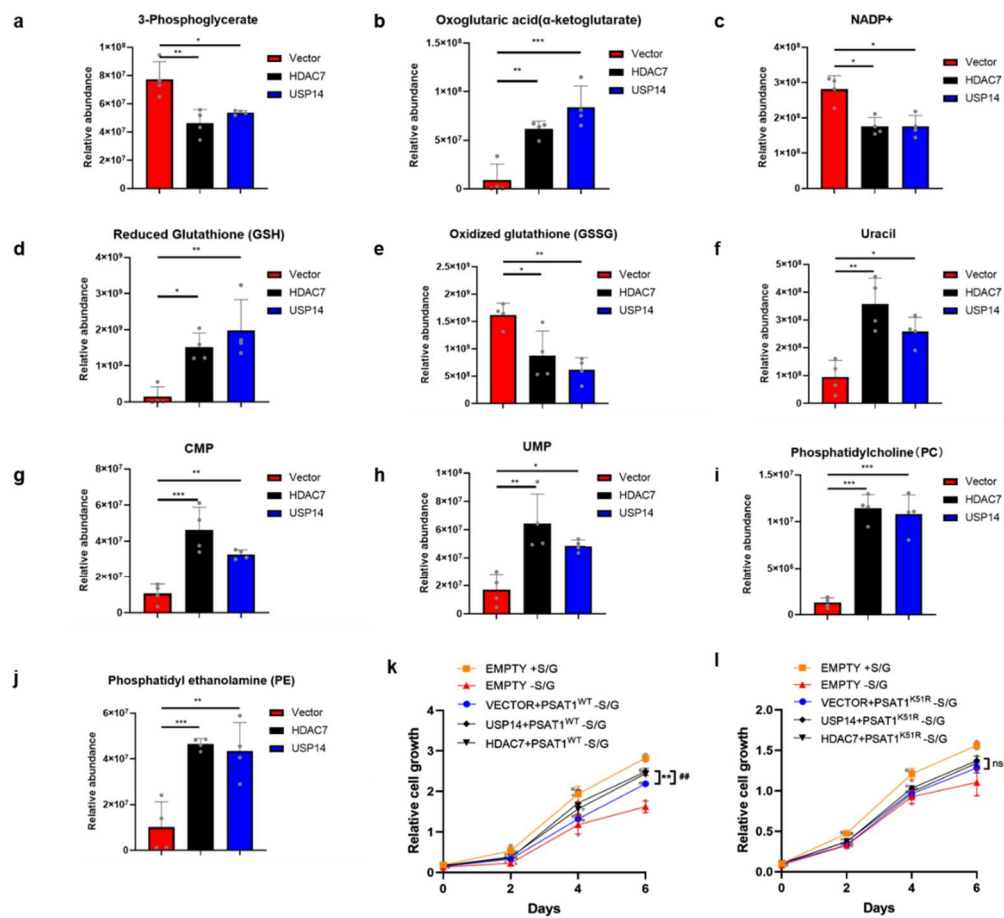 a
3-Phosphoglycerate
Relative abundance
1×10⁸
8×10⁷
6×10⁷
4×10⁷
2×10⁷
0
*
**
Vector
HDAC7
USP14
b
Oxoglutaric acid(α-ketoglutarate)
Relative abundance
1.5×10⁸
1×10⁸
5×10⁷
0
***
**
Vector
HDAC7
USP14
c
NADP+
Relative abundance
4×10⁸
3×10⁸
2×10⁸
1×10⁸
0
*
*
Vector
HDAC7
USP14
d
Reduced Glutathione (GSH)
Relative abundance
4×10⁹
3×10⁹
2×10⁹
1×10⁹
0
**
*
Vector
HDAC7
USP14
e
Oxidized glutathione (GSSG)
Relative abundance
2×10⁹
1.5×10⁹
1×10⁹
5×10⁸
0
**
*
Vector
HDAC7
USP14
f
Uracil
Relative abundance
5×10⁸
4×10⁸
3×10⁸
2×10⁸
1×10⁸
0
*
**
Vector
HDAC7
USP14
g
CMP
Relative abundance
8×10⁷
6×10⁷
4×10⁷
2×10⁷
0
**
***
Vector
HDAC7
USP14
h
UMP
Relative abundance
1×10⁸
8×10⁷
6×10⁷
4×10⁷
2×10⁷
0
*
**
Vector
HDAC7
USP14
i
Phosphatidylcholine(PC)
Relative abundance
1.5×10⁷
1×10⁷
5×10⁶
0
***
***
Vector
HDAC7
USP14
j
Phosphatidyl ethanolamine (PE)
Relative abundance
6×10⁷
4×10⁷
2×10⁷
0
**
***
Vector
HDAC7
USP14
k
EMPTY +S/G
EMPTY -S/G
VECTOR+PSAT1ᵂᵀ -S/G
USP14+PSAT1ᵂᵀ -S/G
HDAC7+PSAT1ᵂᵀ -S/G
Relative cell growth
4
3
2
1
0
** ##
0 2 4 6
Days
l
EMPTY +S/G
EMPTY -S/G
VECTOR+PSAT1ᴷ⁵¹ᴿ -S/G
USP14+PSAT1ᴷ⁵¹ᴿ -S/G
HDAC7+PSAT1ᴷ⁵¹ᴿ -S/G
Relative cell growth
2.0
1.5
1.0
0.5
0.0
ns
0 2 4 6
Days